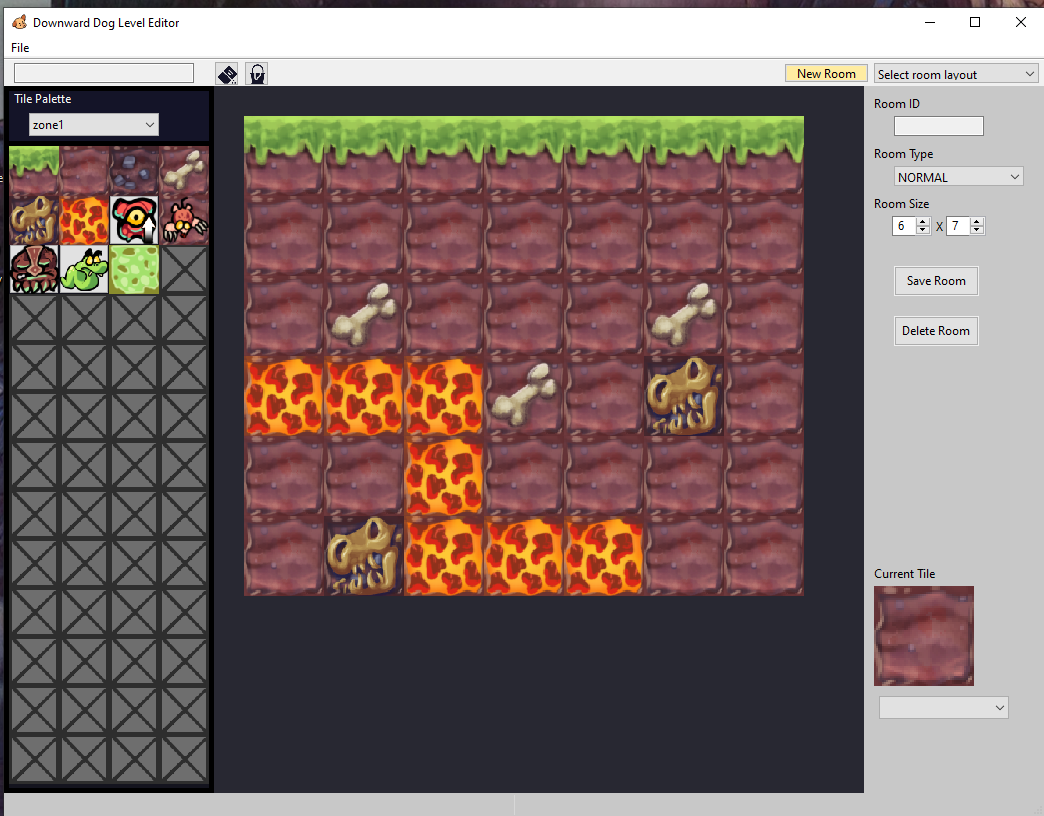 Downward Dog Level Editor
File
New Room
Select room layout
Tile Palette
zone1
Room ID
Room Type
NORMAL
Room Size
6 X 7
Save Room
Delete Room
Current Tile